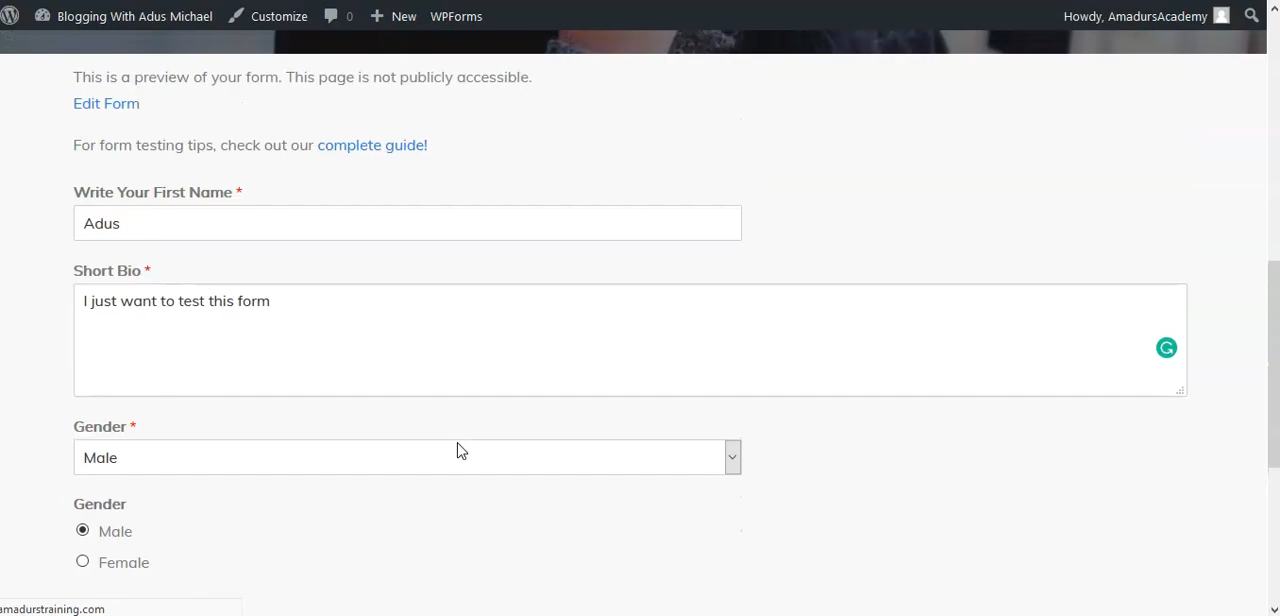 Blogging With Adus Michael Customize 0 New WPForms Howdy, AmadursAcademy
This is a preview of your form. This page is not publicly accessible.
Edit Form
For form testing tips, check out our complete guide!
Write Your First Name *
Adus
Short Bio *
I just want to test this form
Gender *
Male
Gender
Male
Female
amadurstraining.com